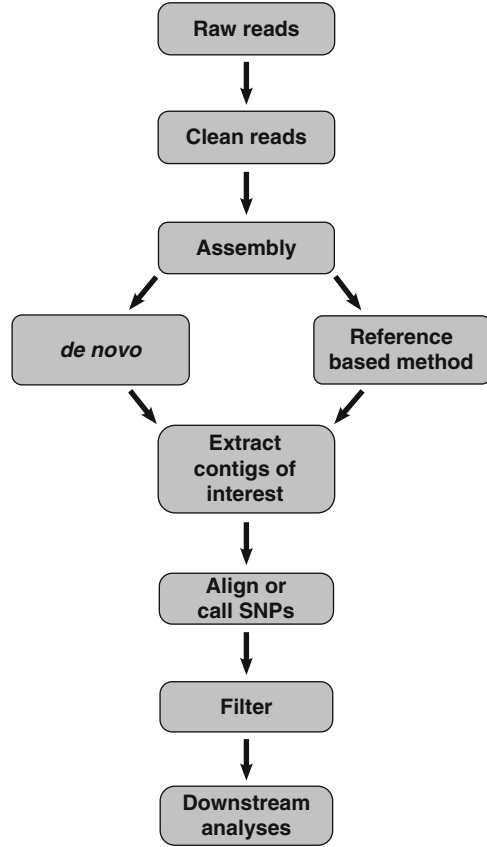 Raw reads
Clean reads
Assembly
de novo
Reference
based method
Extract
contigs of
interest
Align or
call SNPs
Filter
Downstream
analyses